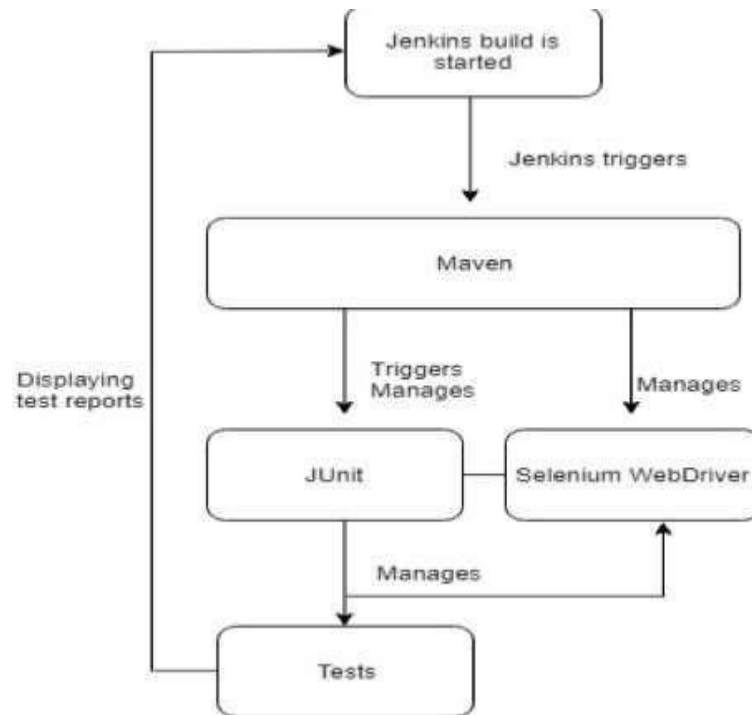 Jenkins build is
started
Jenkins triggers
Maven
Triggers
Manages
Manages
Displaying
test reports
JUnit
Selenium WebDriver
Manages
Tests